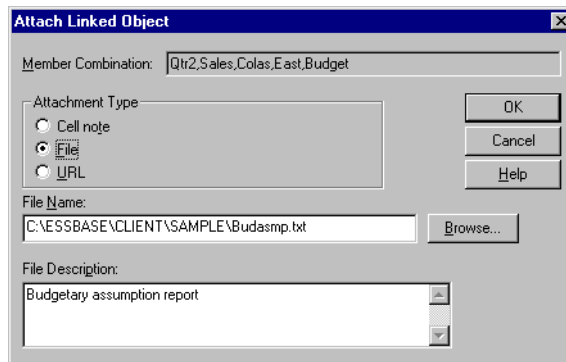 Attach Linked Object
Member Combination: Qtr2,Sales,Colas,East,Budget
Attachment Type
Cell note
File
URL
OK
Cancel
Help
File Name:
C:\ESSBASE\CLIENT\SAMPLE\Budasmp.txt
Browse...
File Description:
Budgetary assumption report